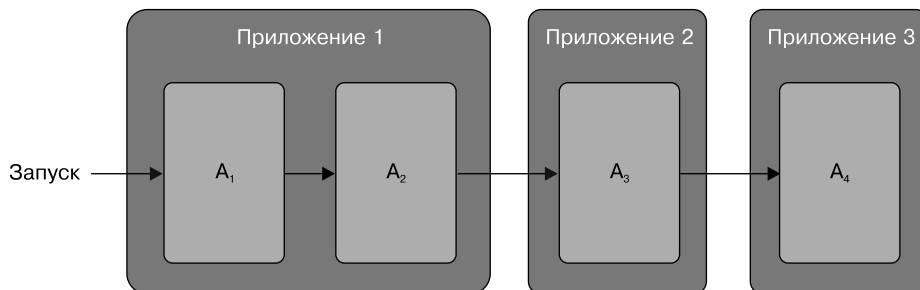 Приложение 1
Приложение 2
Приложение 3
Запуск
A₁
A₂
A₃
A₄